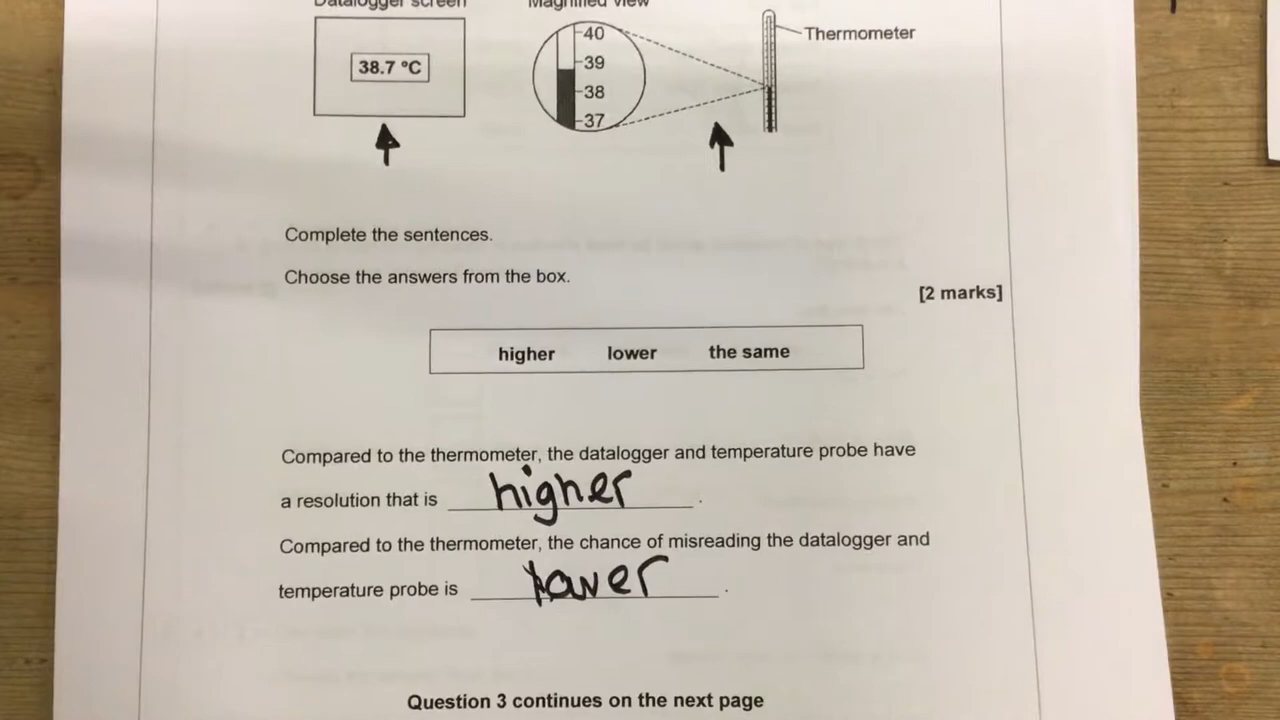 Datalogger screen Magnified view
38.7 °C
40
39
38
37
Thermometer
Complete the sentences.
Choose the answers from the box.
[2 marks]
higher lower the same
Compared to the thermometer, the datalogger and temperature probe have
a resolution that is higher.
Compared to the thermometer, the chance of misreading the datalogger and
temperature probe is lower.
Question 3 continues on the next page